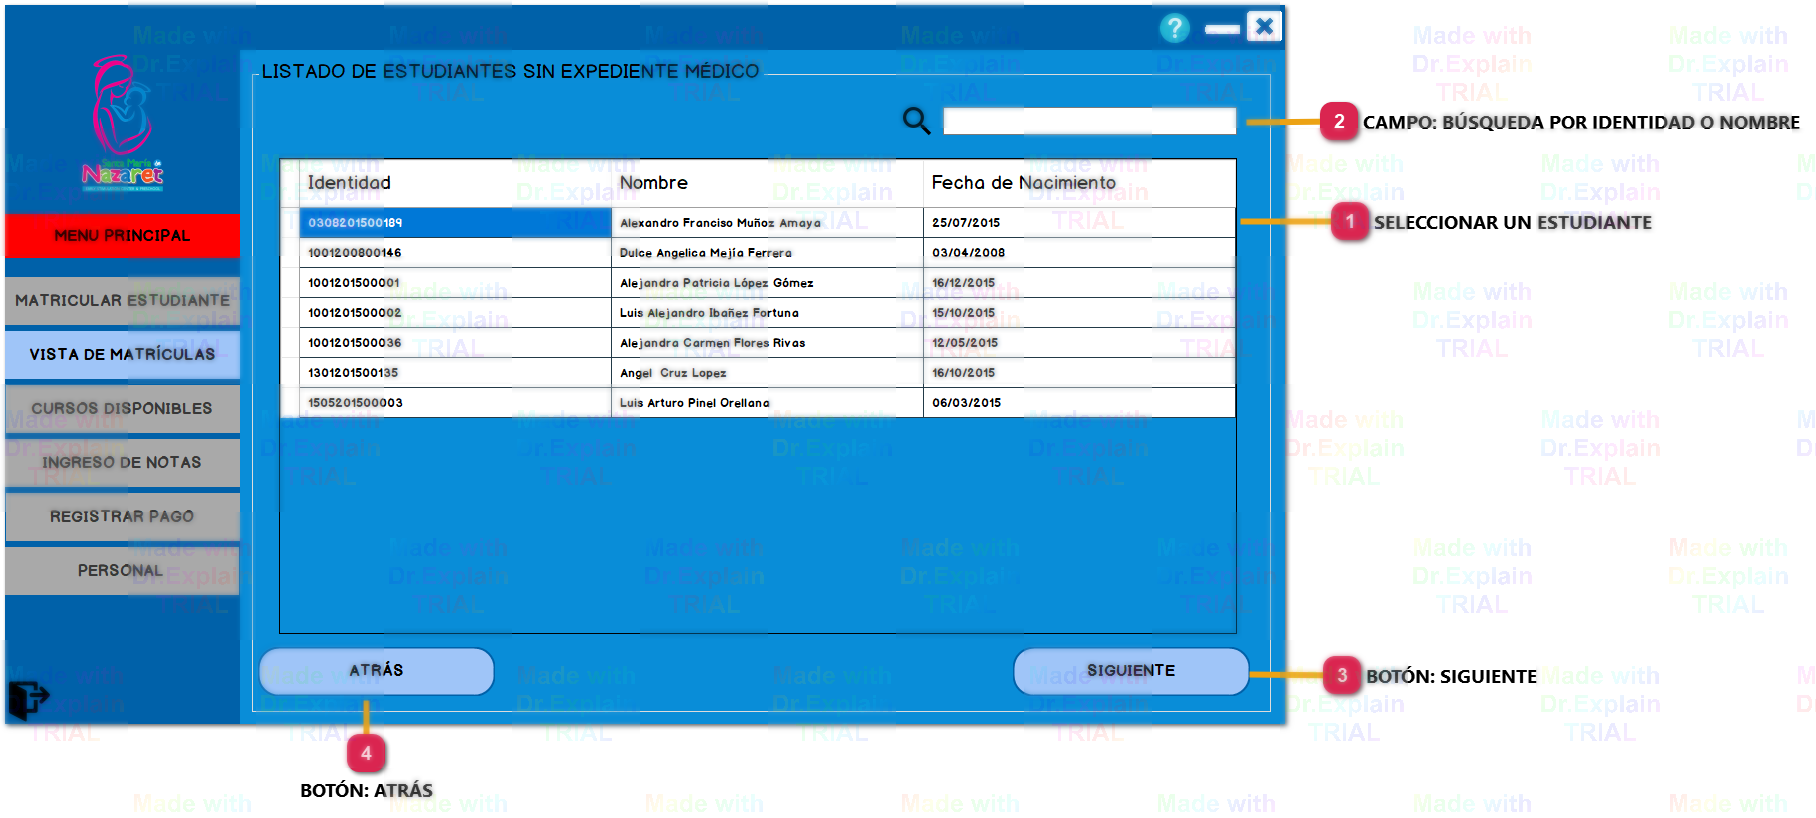 ?
LISTADO DE ESTUDIANTES SIN EXPEDIENTE MÉDICO
Santa María de
Nazaret
MENU PRINCIPAL
MATRICULAR ESTUDIANTE
VISTA DE MATRÍCULAS
CURSOS DISPONIBLES
INGRESO DE NOTAS
REGISTRAR PAGO
PERSONAL
2 CAMPO: BÚSQUEDA POR IDENTIDAD O NOMBRE
Identidad Nombre Fecha de Nacimiento
0308201500189 Alexandro Franciso Muñoz Amaya 25/07/2015
1 SELECCIONAR UN ESTUDIANTE
1001200800146 Dulce Angelica Mejía Ferrera 03/04/2008
1001201500001 Alejandra Patricia López Gómez 16/12/2015
1001201500002 Luis Alejandro Ibañez Fortuna 15/10/2015
1001201500036 Alejandra Carmen Flores Rivas 12/05/2015
1301201500135 Angel Cruz Lopez 16/10/2015
1505201500003 Luis Arturo Pinel Orellana 06/03/2015
ATRÁS
SIGUIENTE
3 BOTÓN: SIGUIENTE
4
BOTÓN: ATRÁS
Made with
Dr.Explain
TRIAL